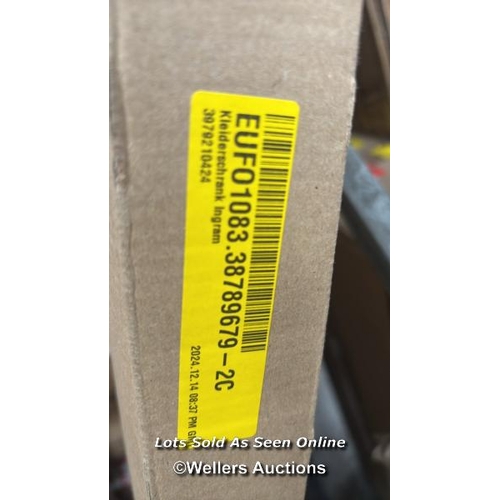 EUFO1083.38789679-2C
Kleiderschrank Ingram
3979210424
2024.12.14 08:37 PM
Lots Sold As Seen Online
©Wellers Auctions